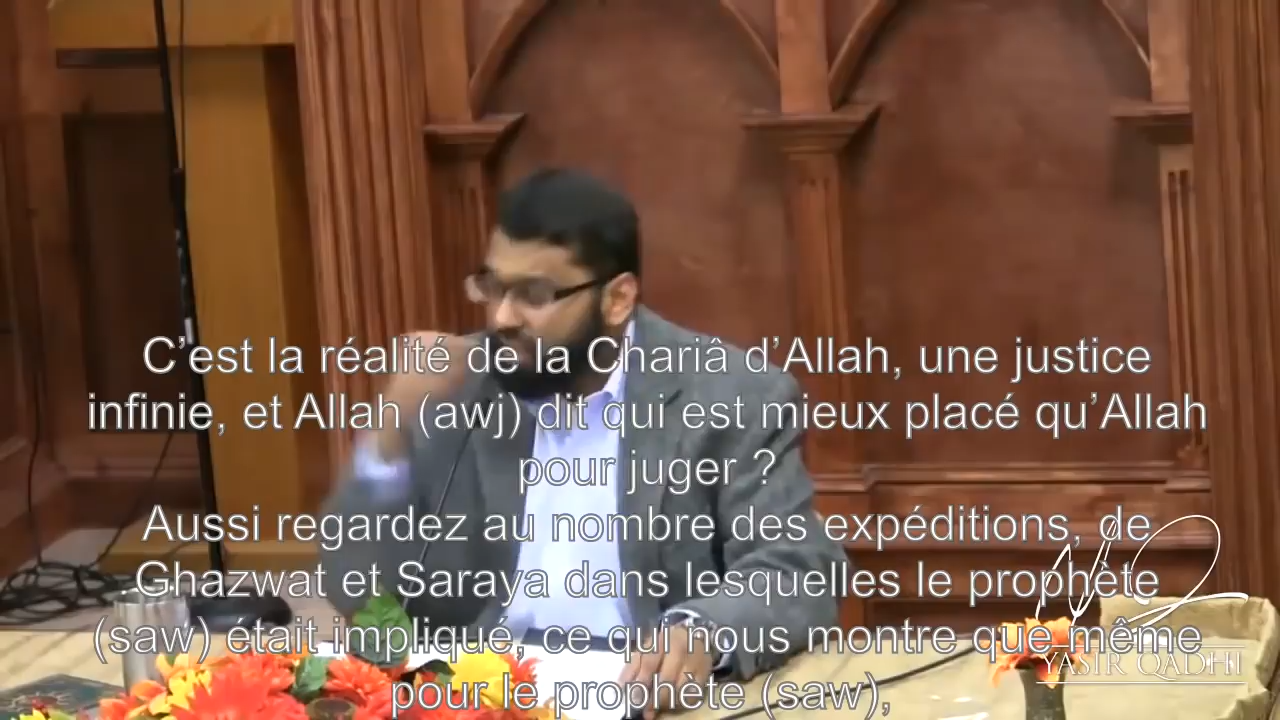 C’est la réalité de la Chariâ d’Allah, une justice
infinie, et Allah (awj) dit qui est mieux placé qu’Allah
pour juger ?
Aussi regardez au nombre des expéditions, de
Ghazwat et Saraya dans lesquelles le prophète
(saw) était impliqué, ce qui nous montre que même
pour le prophète (saw),
YASIR QADHI